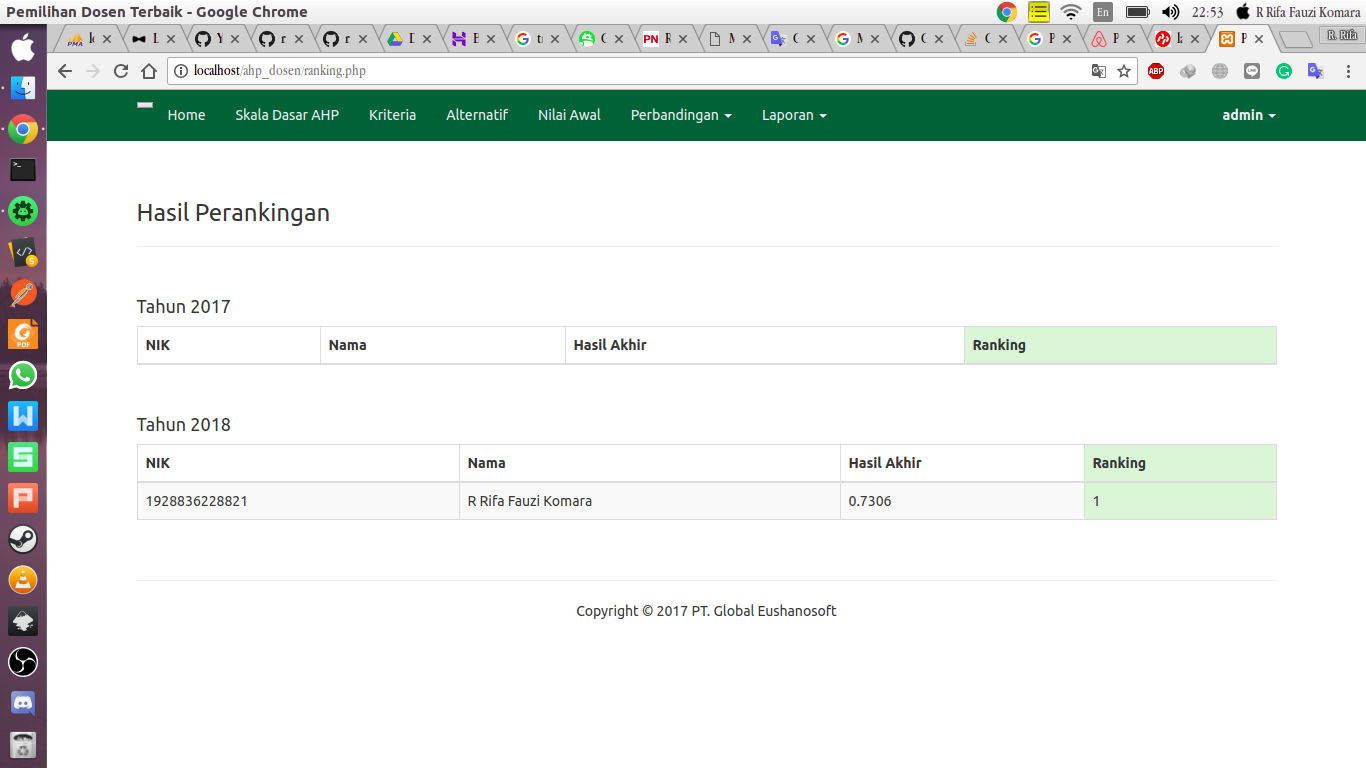 Pemilihan Dosen Terbaik - Google Chrome
En
22:53
R Rifa Fauzi Komara
R. Rifa
localhost/ahp_dosen/ranking.php
ABP
Home Skala Dasar AHP Kriteria Alternatif Nilai Awal Perbandingan Laporan admin
Hasil Perankingan
Tahun 2017
NIK Nama Hasil Akhir Ranking
Tahun 2018
NIK Nama Hasil Akhir Ranking
1928836228821 R Rifa Fauzi Komara 0.7306 1
Copyright © 2017 PT. Global Eushanosoft